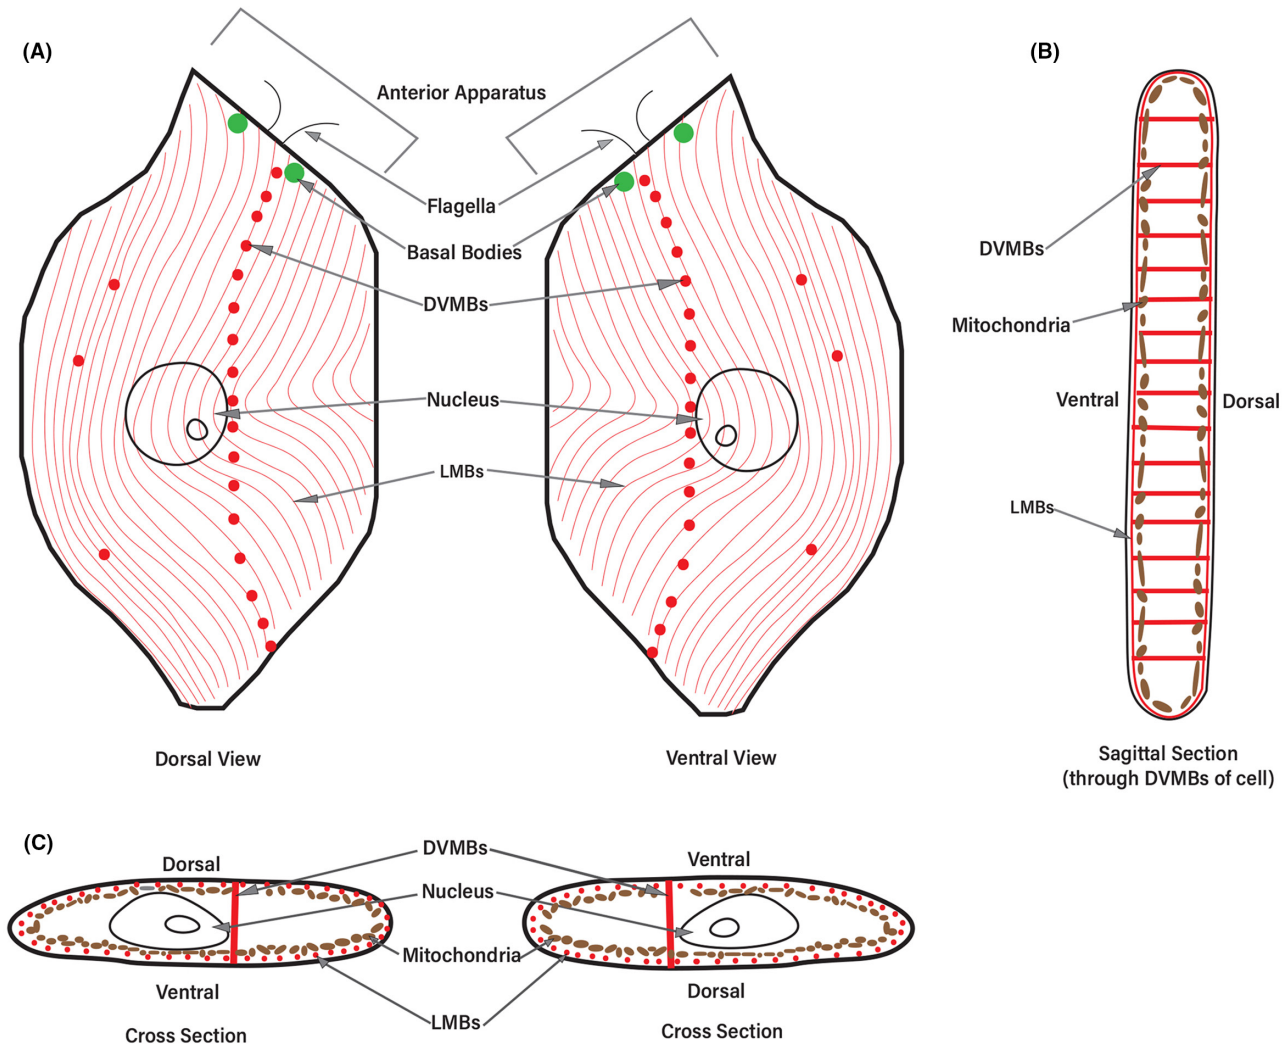 (A)
Anterior Apparatus
Flagella
Basal Bodies
DVMBs
Nucleus
LMBs
Dorsal View
Ventral View
(B)
DVMBs
Mitochondria
Ventral
Dorsal
LMBs
Sagittal Section
(through DVMBs of cell)
(C)
Dorsal
Ventral
Cross Section
DVMBs
Nucleus
Mitochondria
LMBs
Ventral
Dorsal
Cross Section